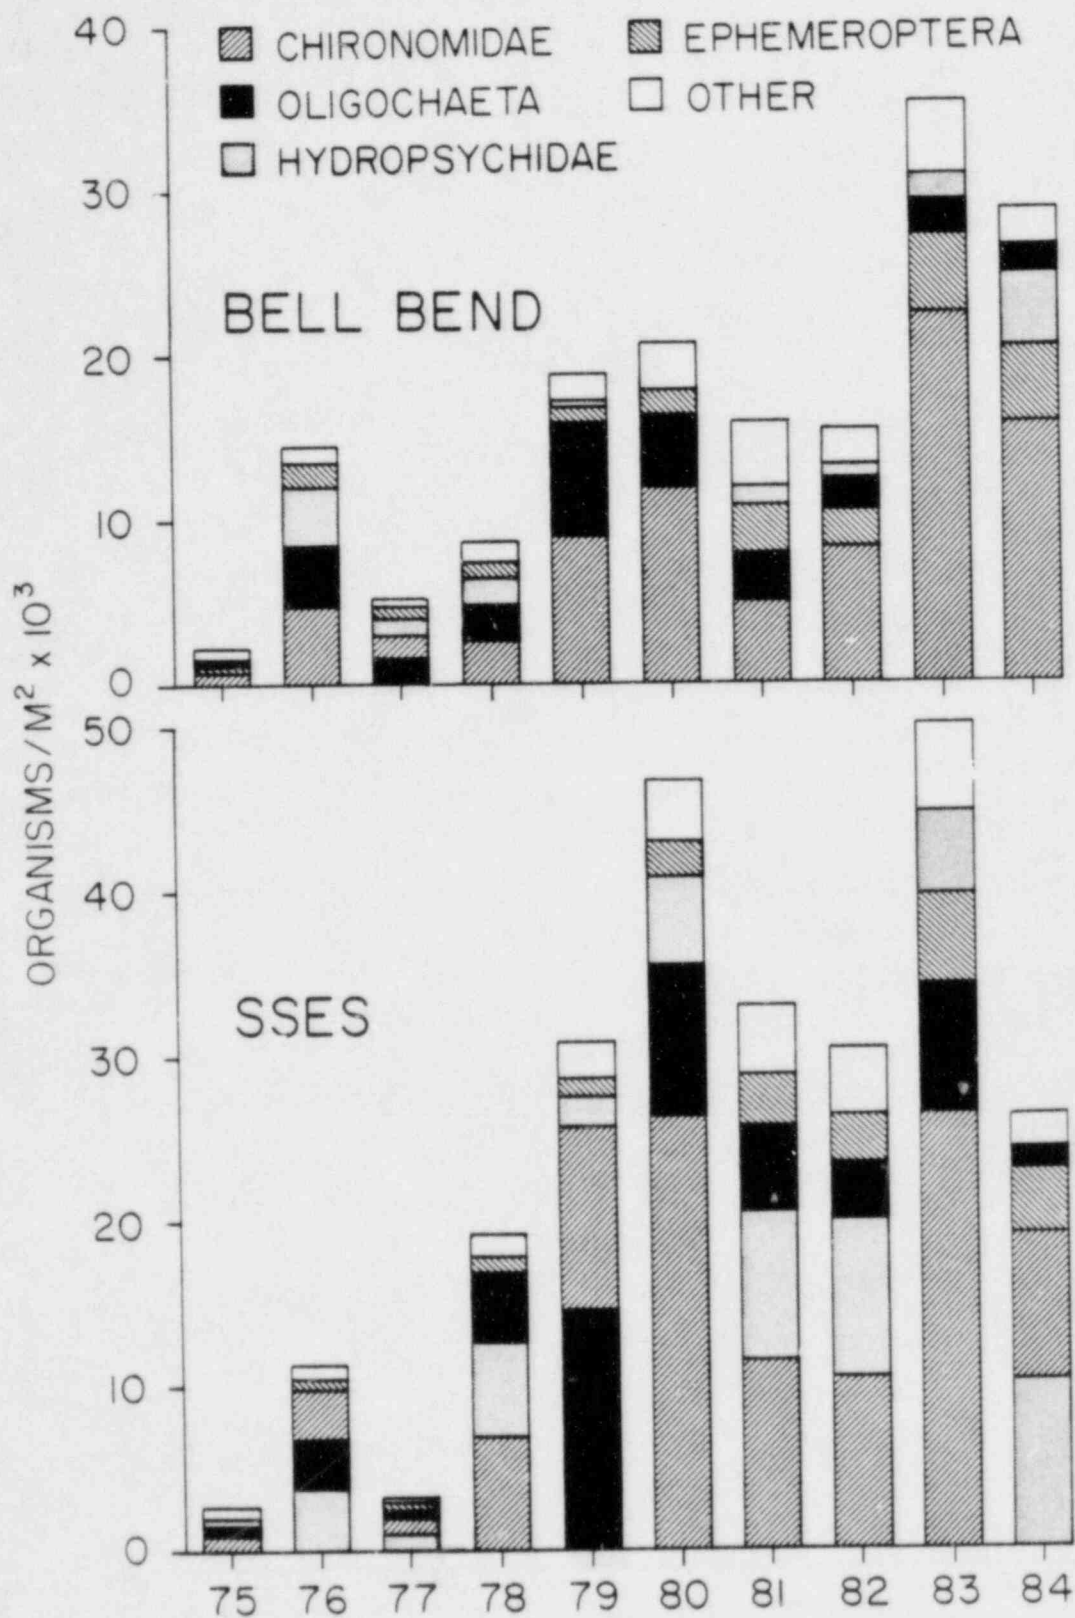 40
CHIRONOMIDAE
EPHEMEROPTERA
OLIGOCHAETA
OTHER
HYDROPSYCHIDAE
30
BELL BEND
20
10
0
ORGANISMS/M² x 10³
50
40
SSES
30
20
10
0
75 76 77 78 79 80 81 82 83 84